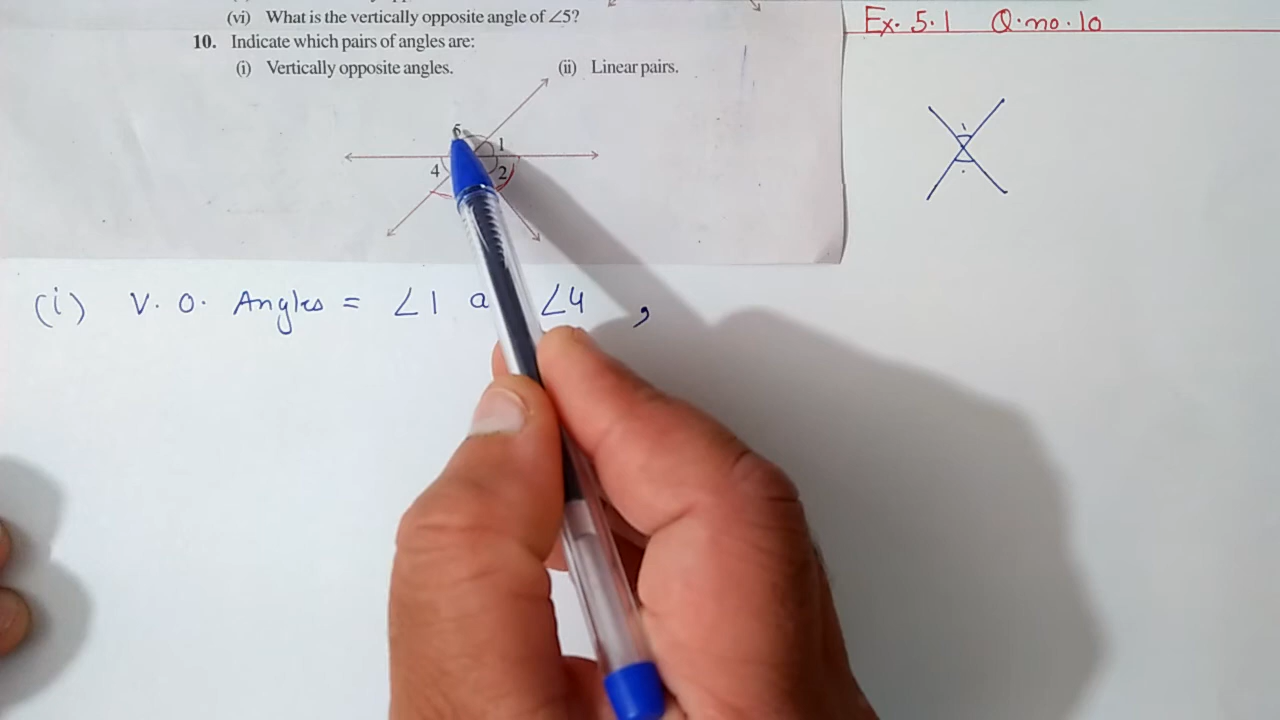 (vi) What is the vertically opposite angle of ∠5?
Ex. 5.1 Q.no.10
10. Indicate which pairs of angles are:
(i) Vertically opposite angles. (ii) Linear pairs.
5
1
4
2
(i) V. O. Angles = ∠1 a ∠4 ,